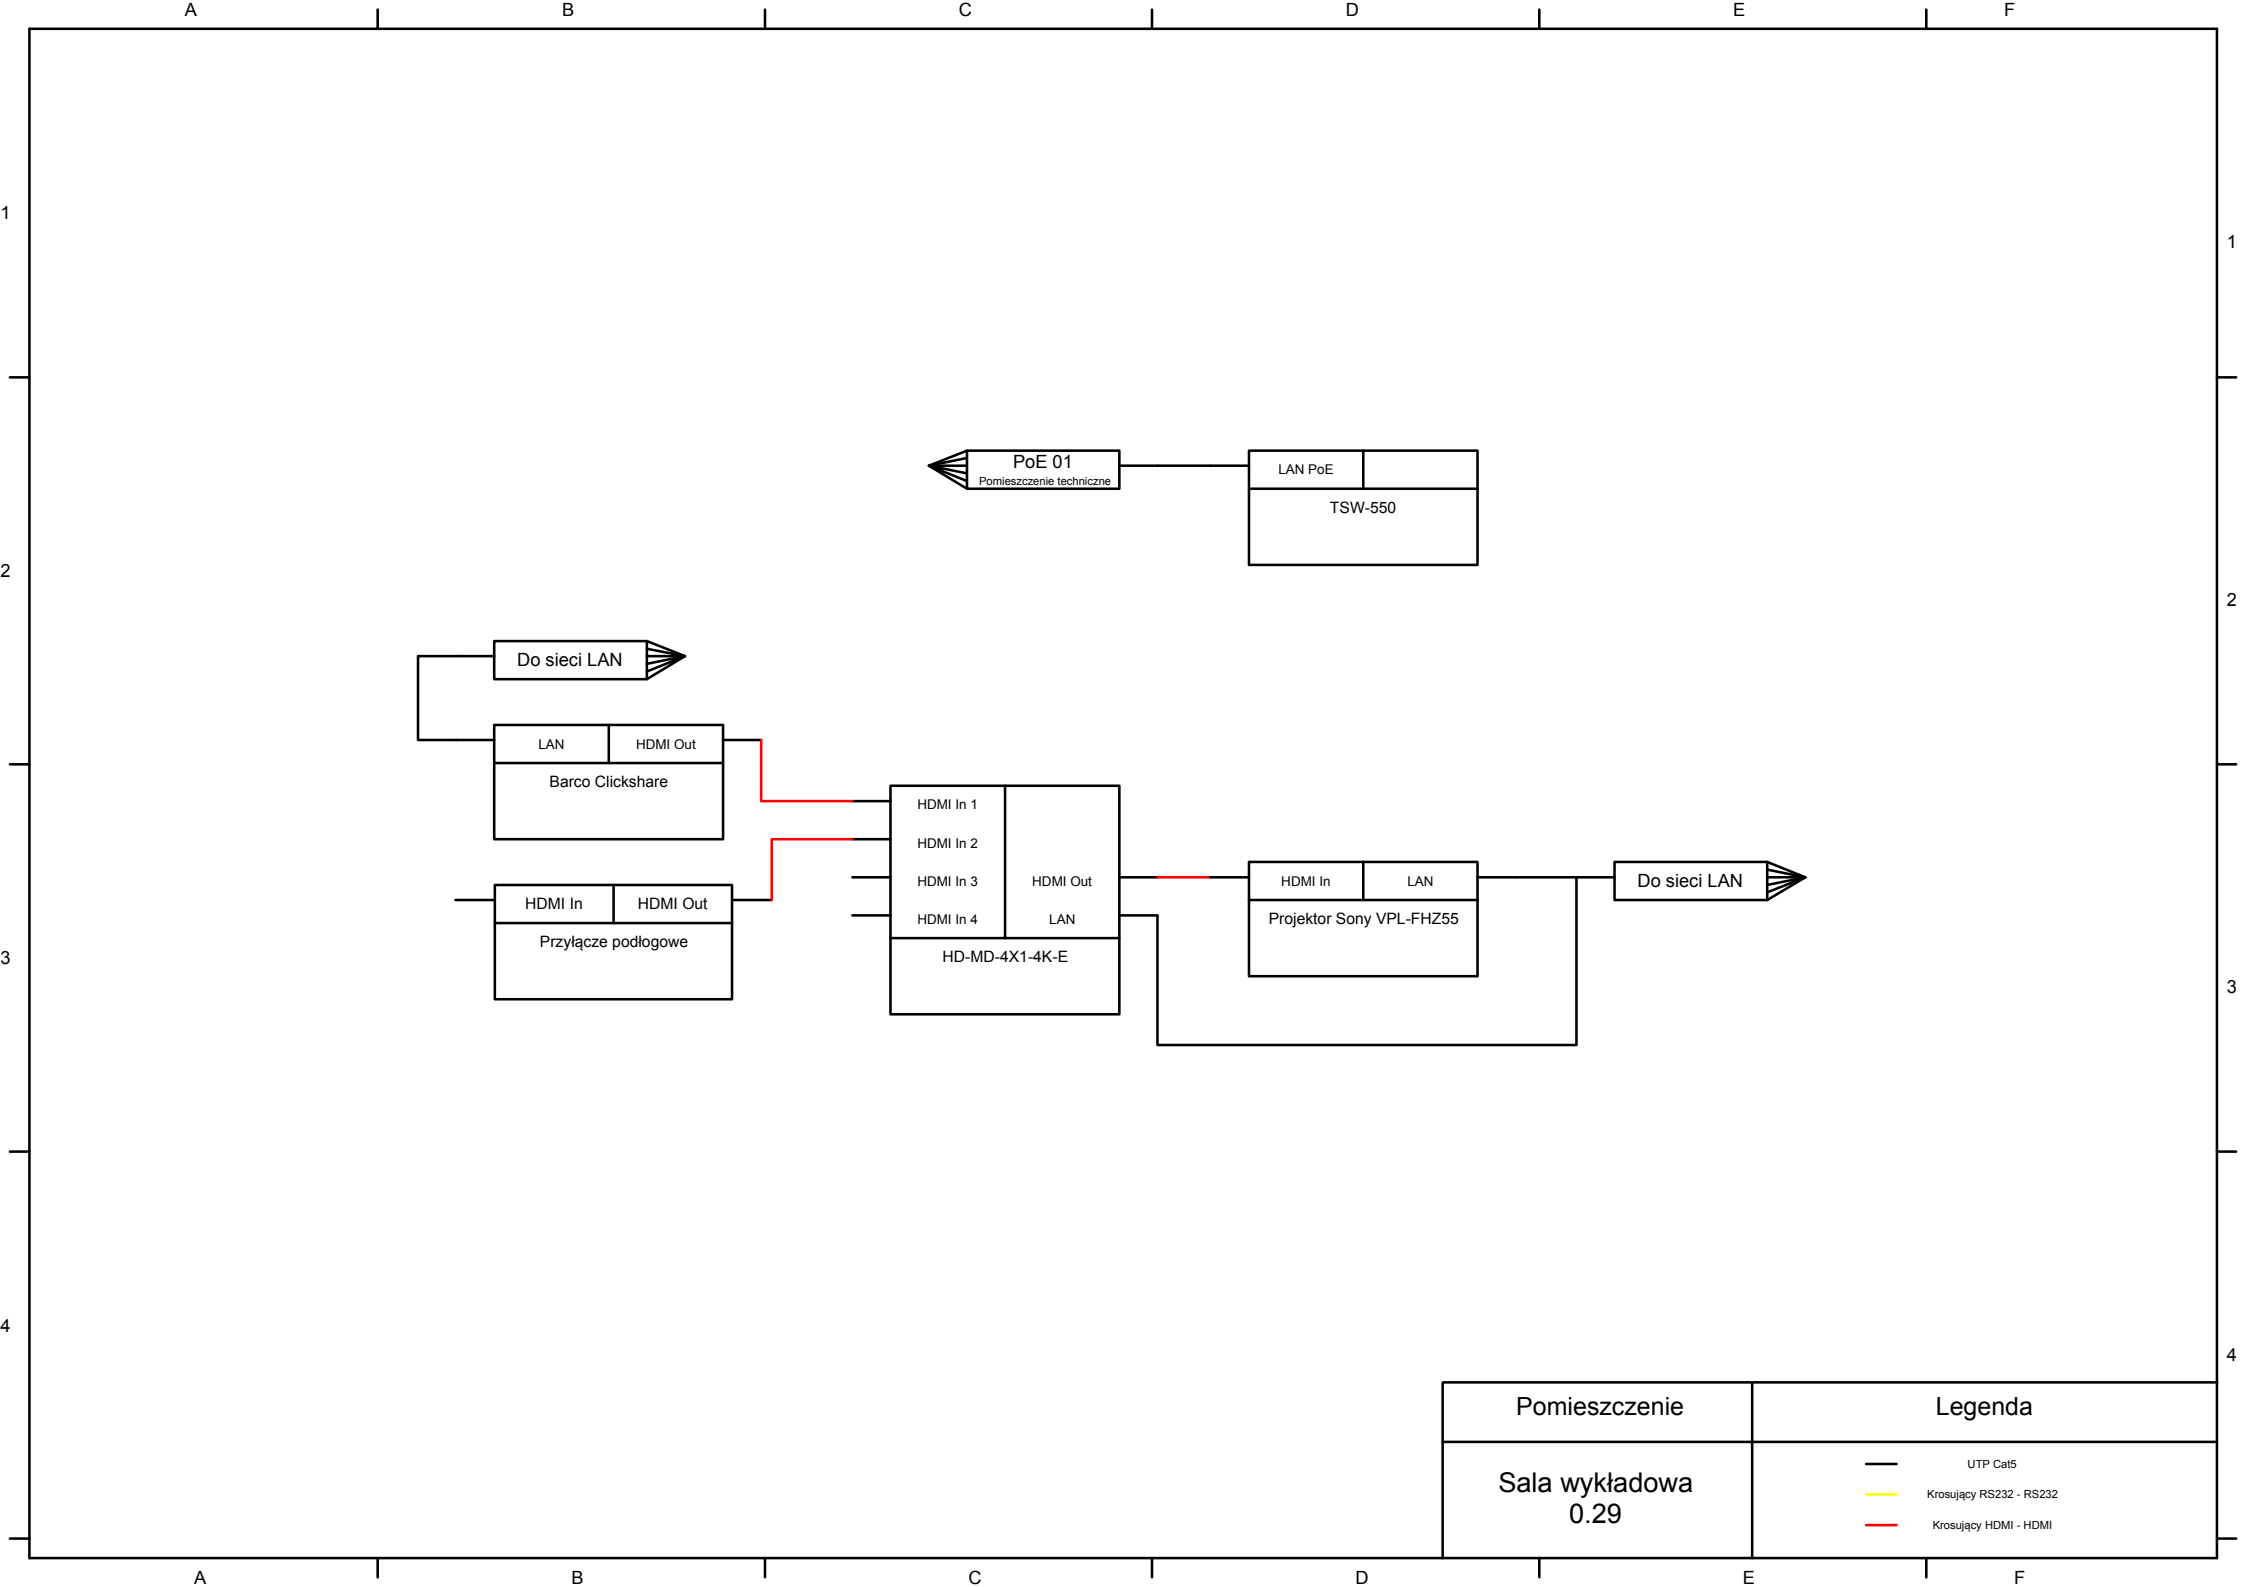 A B C D E F
1
1
PoE 01
Pomieszczenie techniczne
LAN PoE
TSW-550
2
2
Do sieci LAN
LAN HDMI Out
Barco Clickshare
HDMI In 1
HDMI In 2
HDMI In 3 HDMI Out
HDMI In 4 LAN
HD-MD-4X1-4K-E
HDMI In LAN
Projektor Sony VPL-FHZ55
Do sieci LAN
HDMI In HDMI Out
Przyłącze podłogowe
3
3
4
4
Pomieszczenie
Legenda
Sala wykładowa
0.29
UTP Cat5
Krosujący RS232 - RS232
Krosujący HDMI - HDMI
A B C D E F